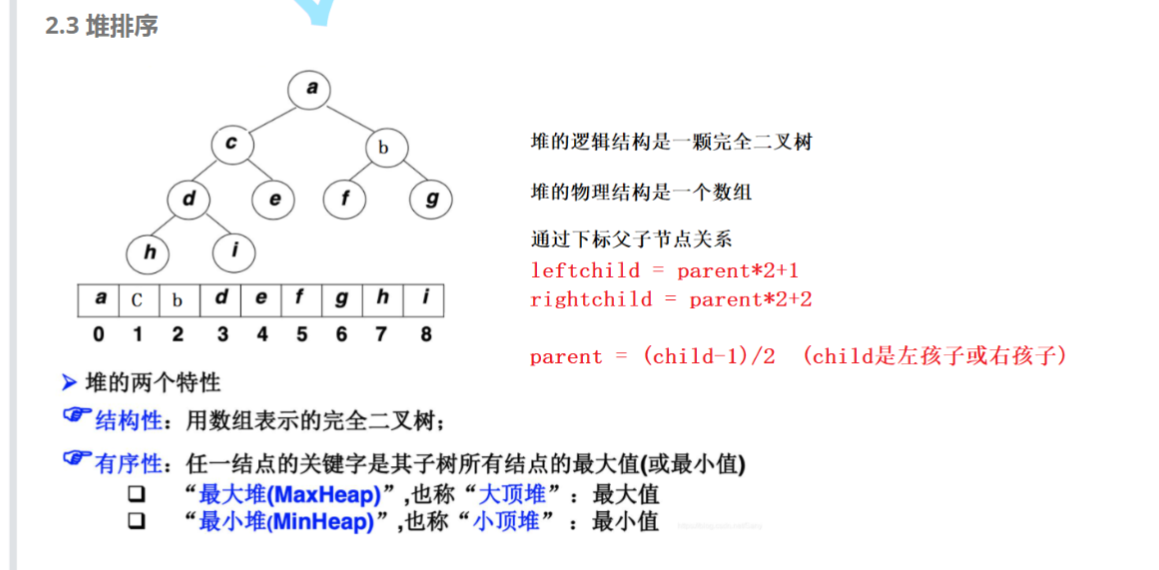 2.3 堆排序
a
c
b
d
e
f
g
h
i
a C b d e f g h i
0 1 2 3 4 5 6 7 8
堆的逻辑结构是一颗完全二叉树
堆的物理结构是一个数组
通过下标父子节点关系
leftchild = parent*2+1
rightchild = parent*2+2
parent = (child-1)/2 (child是左孩子或右孩子)
堆的两个特性
结构性：用数组表示的完全二叉树；
有序性：任一结点的关键字是其子树所有结点的最大值(或最小值)
“最大堆(MaxHeap)”,也称“大顶堆”：最大值
“最小堆(MinHeap)”,也称“小顶堆”：最小值